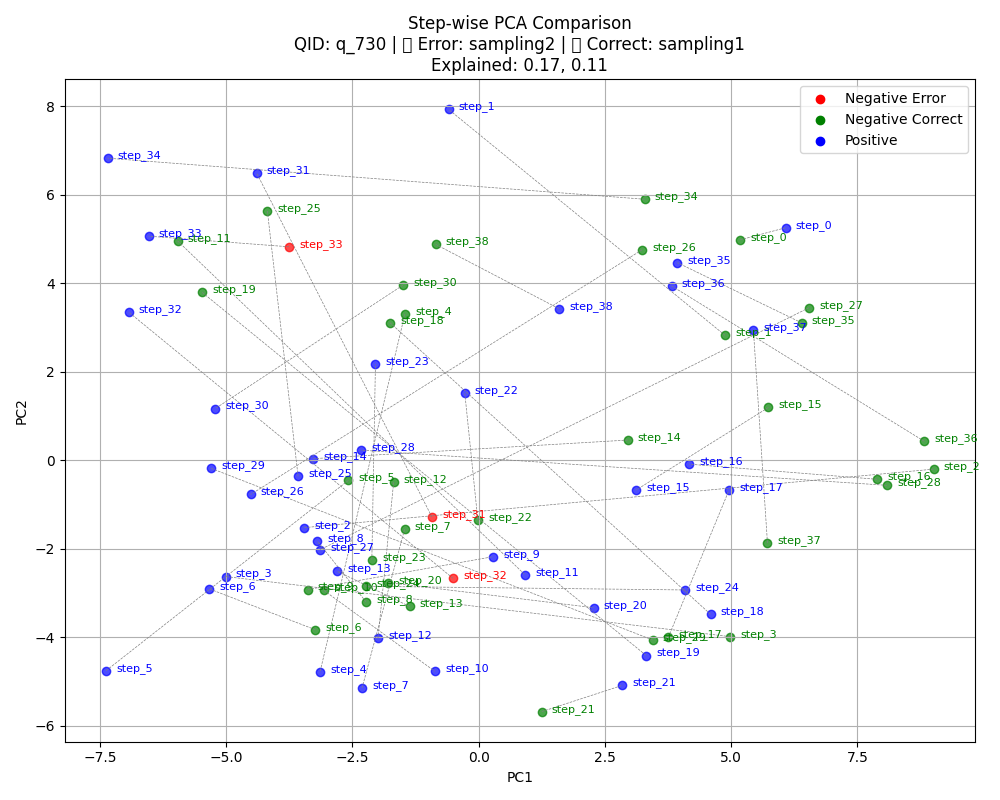 Step-wise PCA Comparison
QID: q_730 | Error: sampling2 | Correct: sampling1
Explained: 0.17, 0.11
Negative Error
Negative Correct
Positive
8
6
4
2
0
−2
−4
−6
PC2
−7.5
−5.0
−2.5
0.0
2.5
5.0
7.5
PC1
step_1
step_34
step_31
step_34
step_25
step_0
step_33
step_11
step_0
step_33
step_38
step_26
step_35
step_19
step_30
step_36
step_32
step_4
step_18
step_38
step_27
step_35
step_37
step_1
step_23
step_22
step_30
step_15
step_14
step_36
step_28
step_14
step_29
step_16
step_2
step_25
step_5
step_12
step_16
step_28
step_26
step_15
step_17
step_31
step_22
step_2
step_7
step_8
step_27
step_37
step_9
step_23
step_13
step_3
step_32
step_11
step_6
step_20
step_24
step_10
step_8
step_13
step_20
step_18
step_6
step_12
step_17
step_29
step_3
step_19
step_5
step_4
step_10
step_7
step_21
step_21